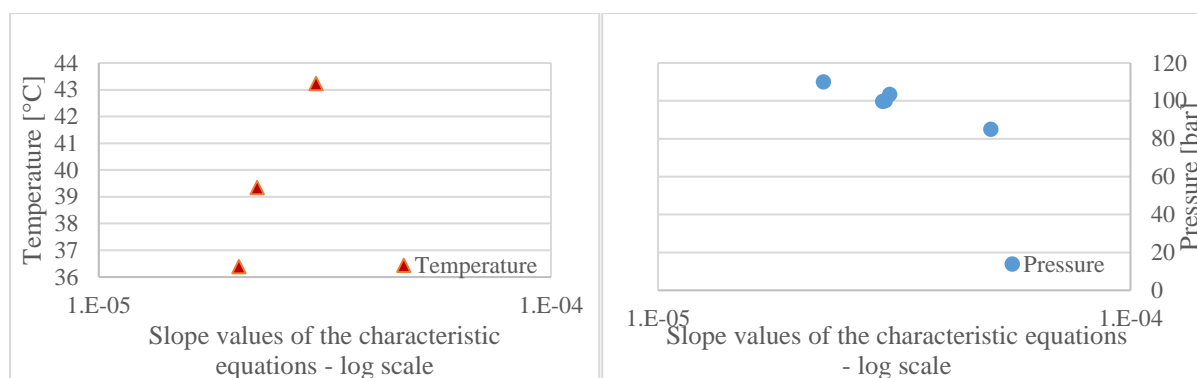 Temperature [°C]
44
43
42
41
40
39
38
37
36
Temperature
1.E-05
1.E-04
Slope values of the characteristic
equations - log scale
120
100
80
60
40
20
0
Pressure [bar]
Pressure
1.E-05
1.E-04
Slope values of the characteristic equations
- log scale